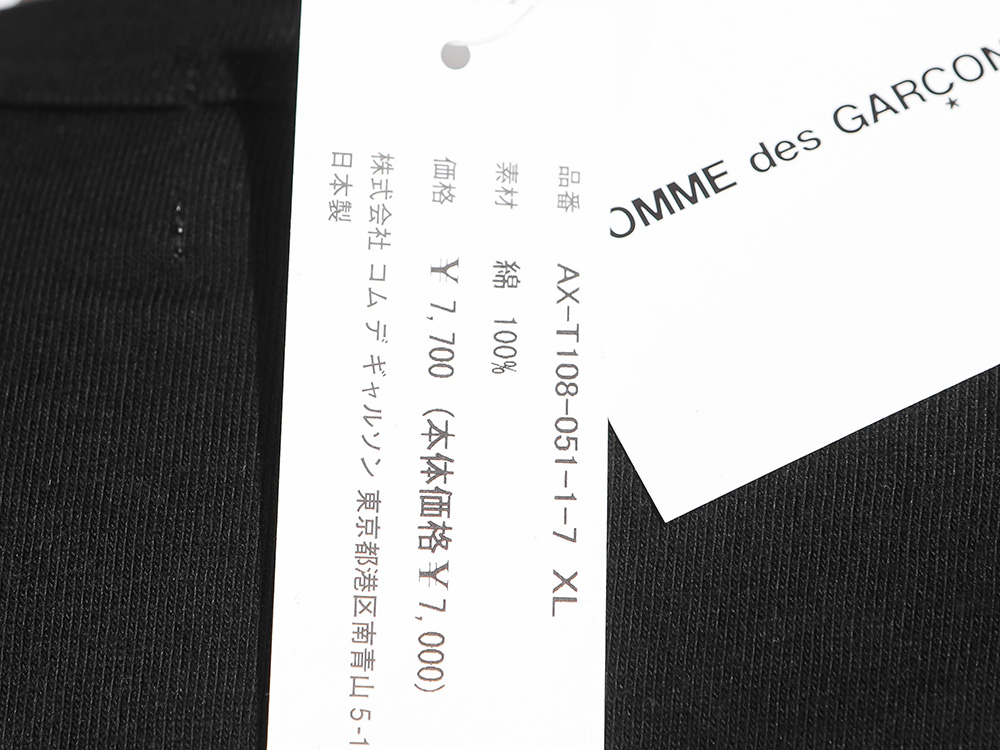 品番 AX-T108-051-1-7 XL
素材 綿 100%
価格 ¥7,700 (本体価格¥7,000)
株式会社 コム デ ギャルソン 東京都港区南青山5-1
日本製
OMME des GARÇON